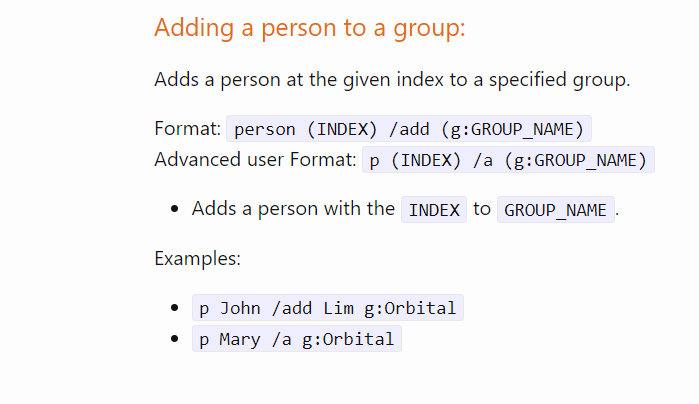 Adding a person to a group:
Adds a person at the given index to a specified group.
Format: person (INDEX) /add (g:GROUP_NAME)
Advanced user Format: p (INDEX) /a (g:GROUP_NAME)
• Adds a person with the INDEX to GROUP_NAME.
Examples:
• p John /add Lim g:Orbital
• p Mary /a g:Orbital